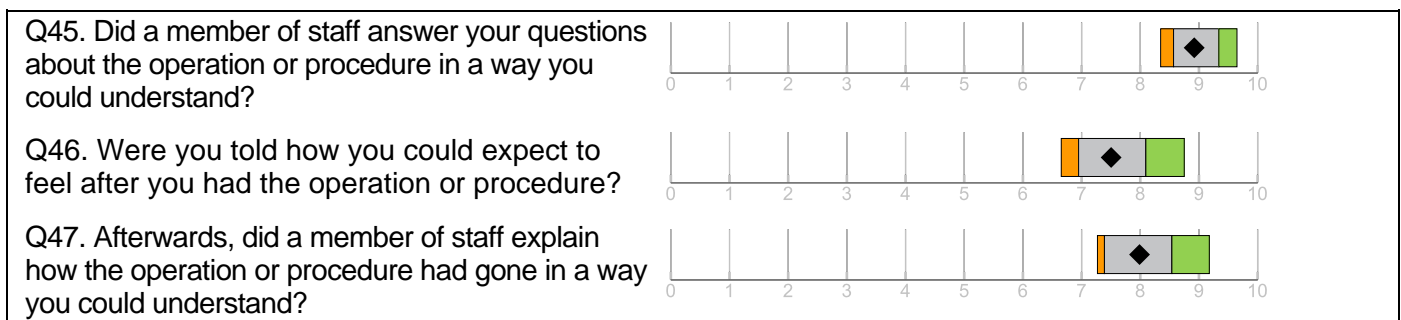 Q45. Did a member of staff answer your questions
about the operation or procedure in a way you
could understand?
0 1 2 3 4 5 6 7 8 9 10
Q46. Were you told how you could expect to
feel after you had the operation or procedure?
0 1 2 3 4 5 6 7 8 9 10
Q47. Afterwards, did a member of staff explain
how the operation or procedure had gone in a way
you could understand?
0 1 2 3 4 5 6 7 8 9 10